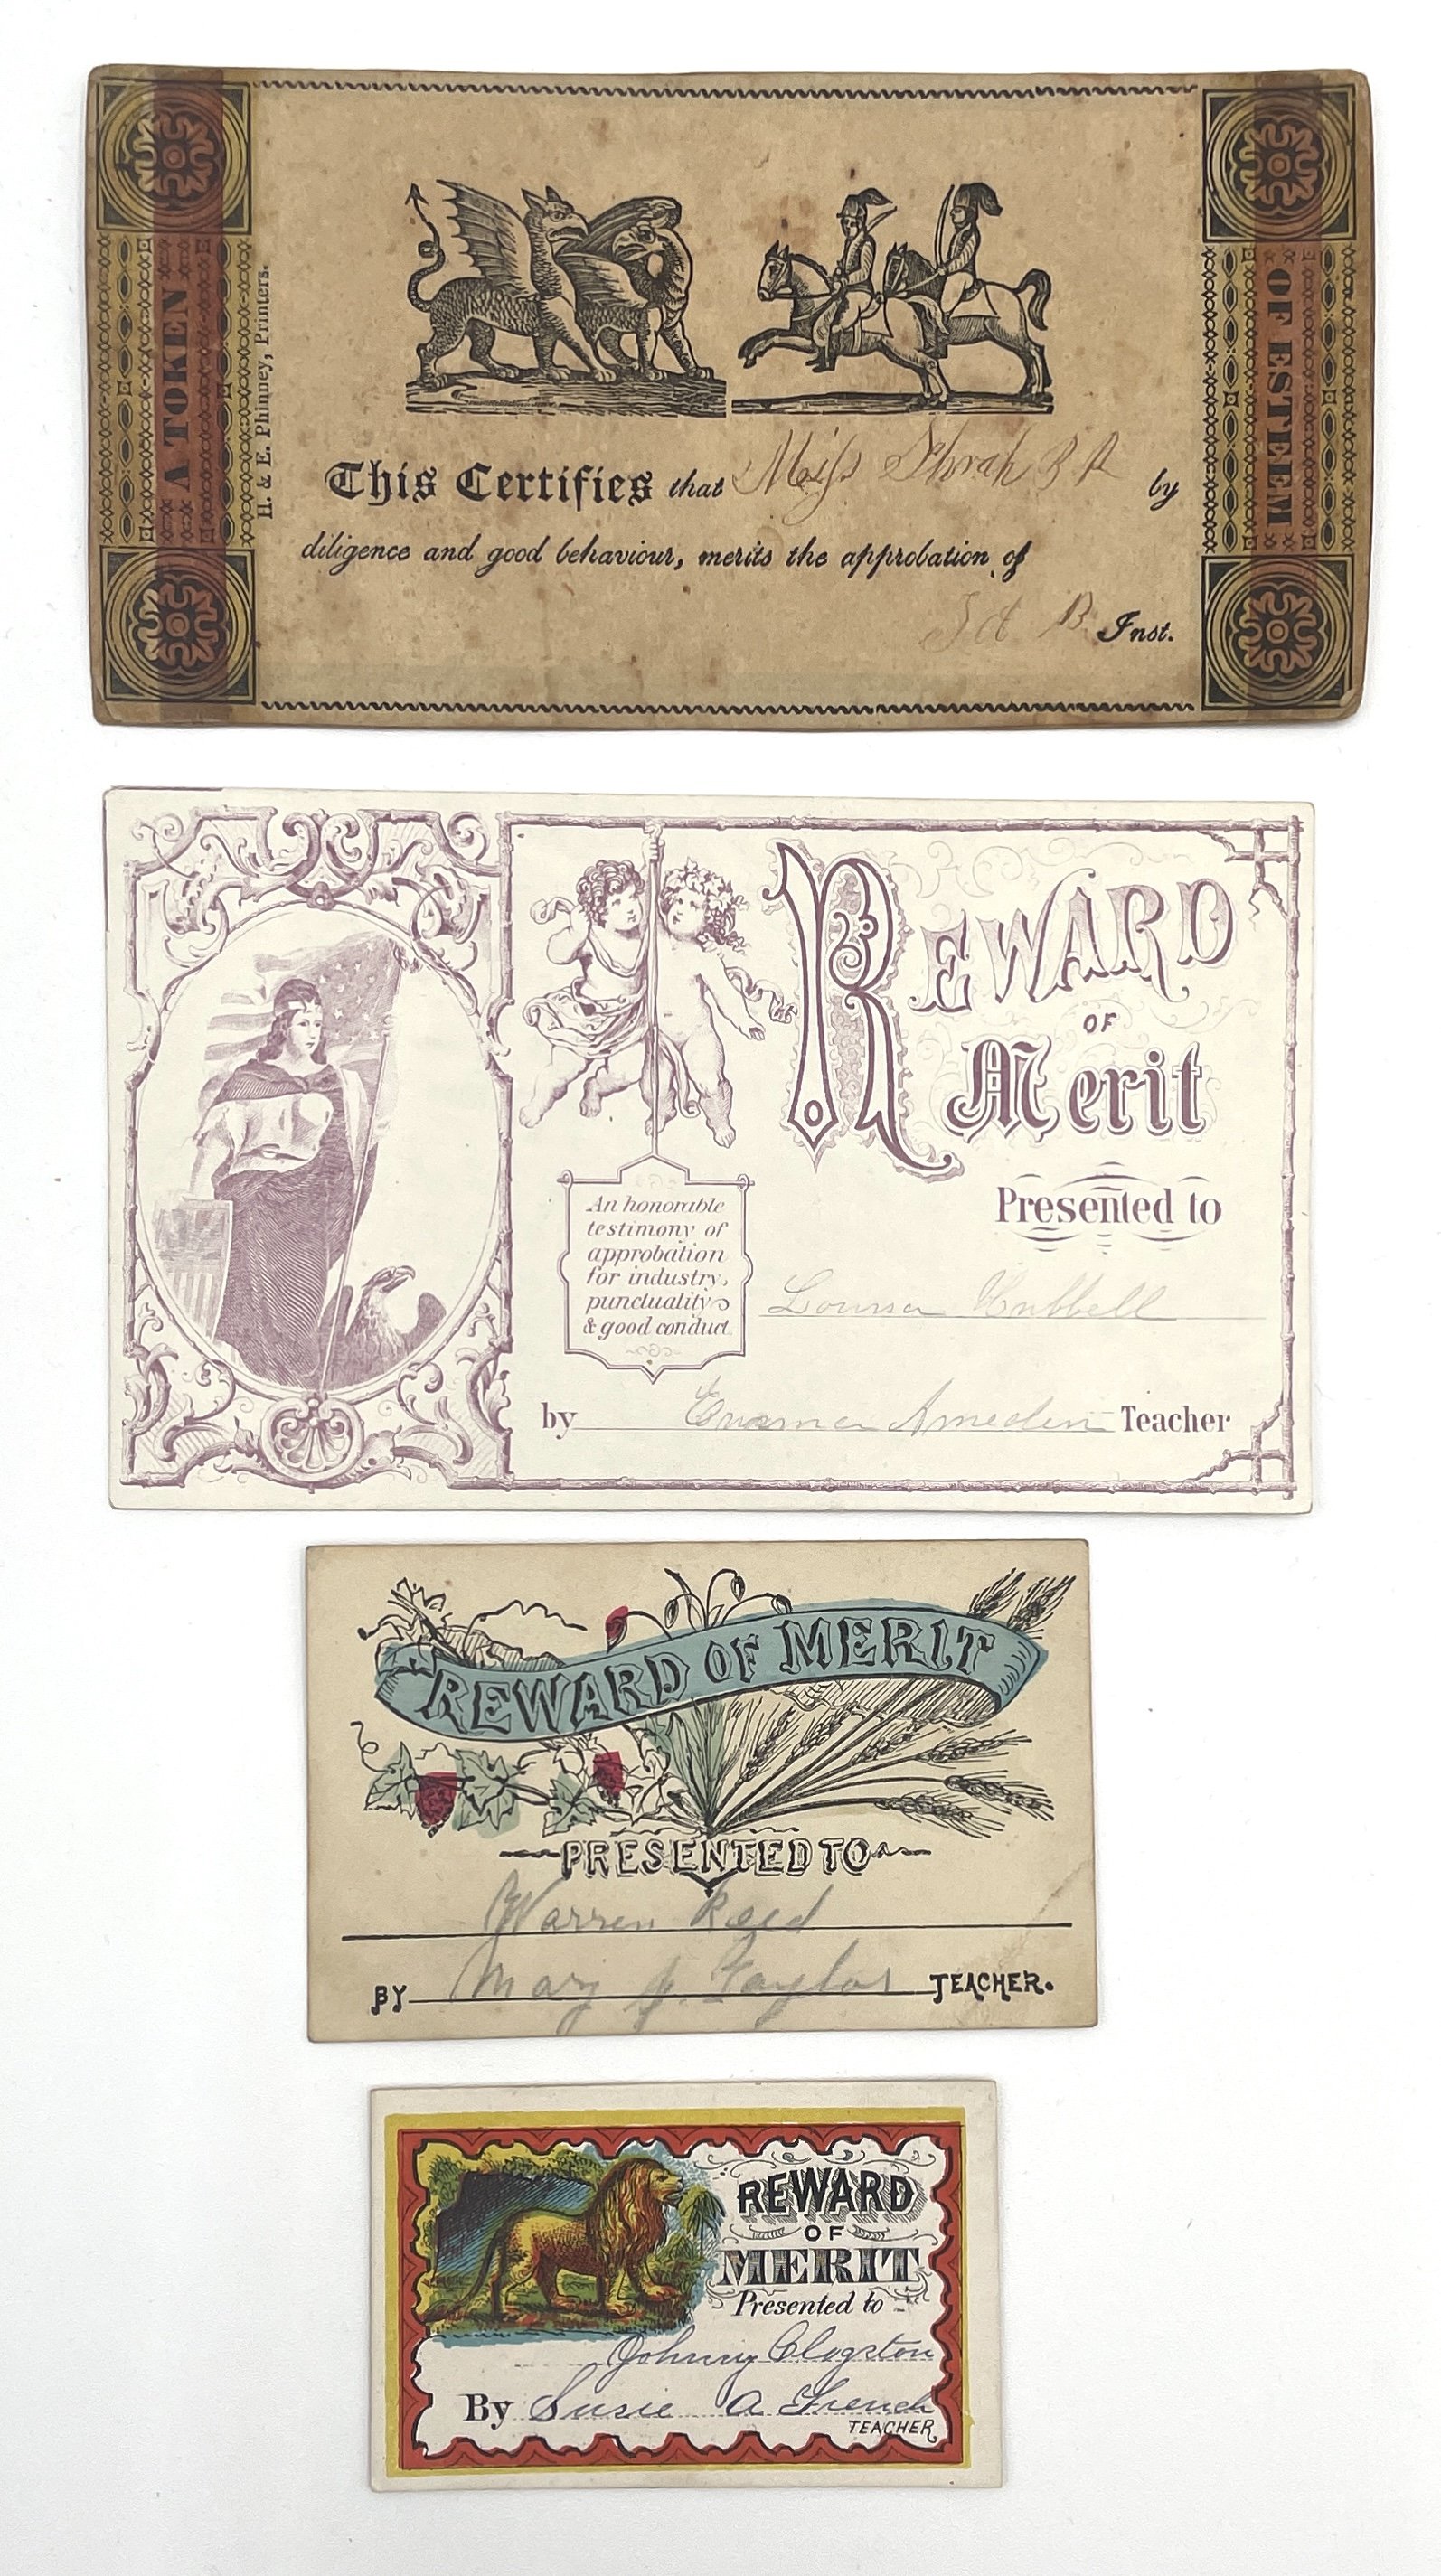 A TOKEN
H. & E. Phinney, Printers.
OF ESTEEM
This Certifies that Miss by
diligence and good behaviour, merits the approbation of
Inst.
REWARD
OF
Merit
Presented to
An honorable
testimony of
approbation
for industry,
punctuality
& good conduct.
Louisa Hubbell
by Teacher
REWARD OF MERIT
PRESENTED TO
Warren Reed
BY Mary J. Taylor TEACHER.
REWARD
OF
MERIT
Presented to
Johnny Clogston
By Susie A French
TEACHER